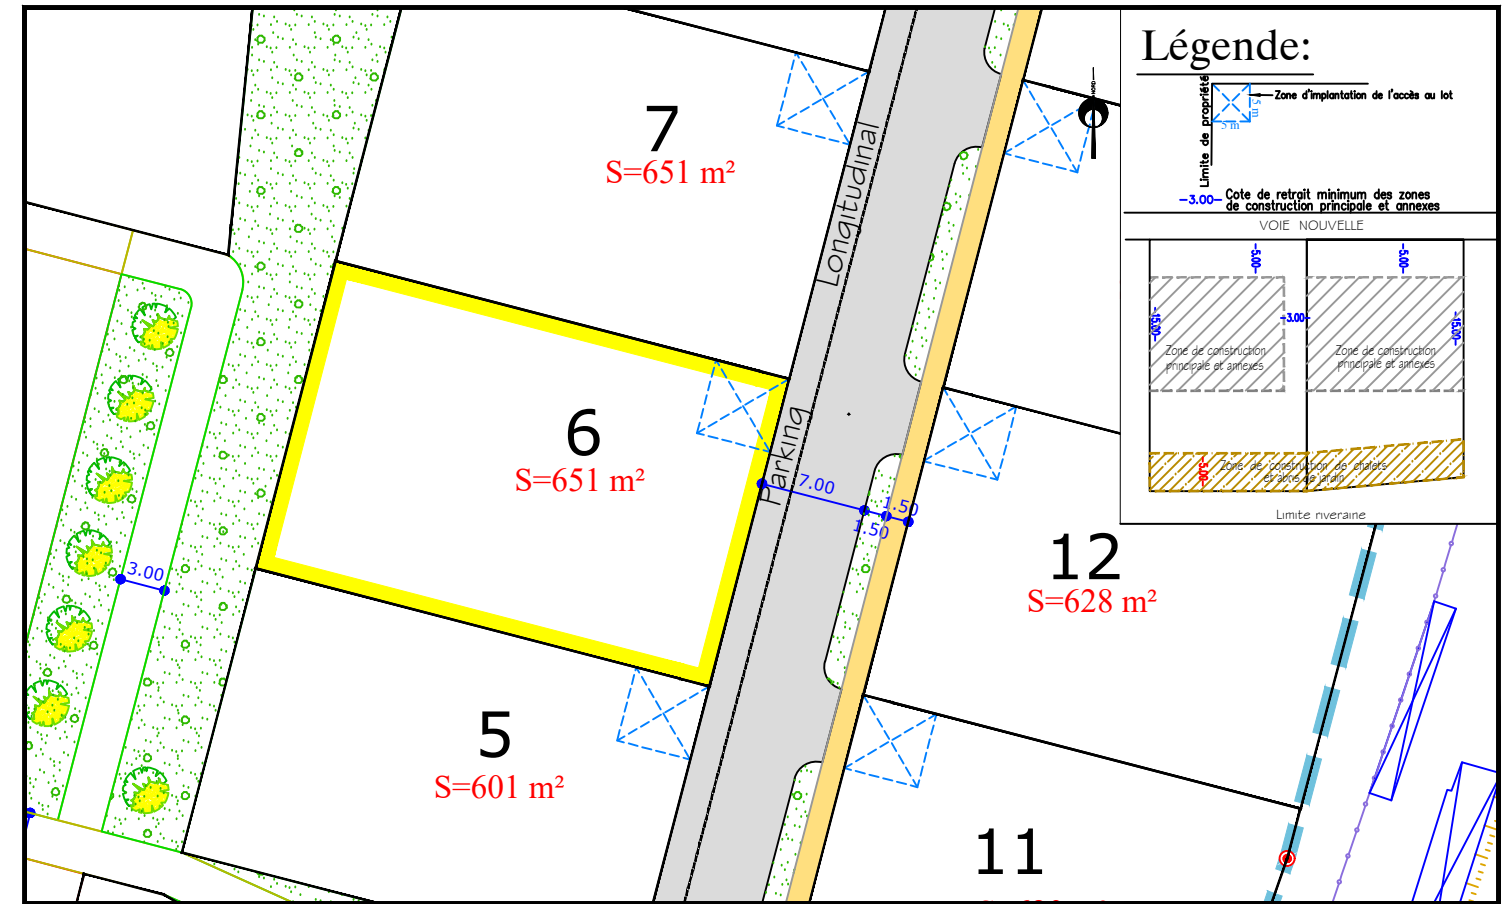 Légende:
Limite de propriété
Zone d'implantation de l'accès au lot
5 m
5 m
-3.00- Cote de retrait minimum des zones
de construction principale et annexes
VOIE NOUVELLE
-5.00-
-5.00-
-15.00-
-3.00-
-15.00-
Zone de construction
principale et annexes
Zone de construction
principale et annexes
-5.00-
Zone de construction de chalets
et abris de jardin
Limite riveraine
NORD
7
S=651 m²
Longitudinal
6
S=651 m²
Parking
7.00
1.50
1.50
3.00
12
S=628 m²
5
S=601 m²
11